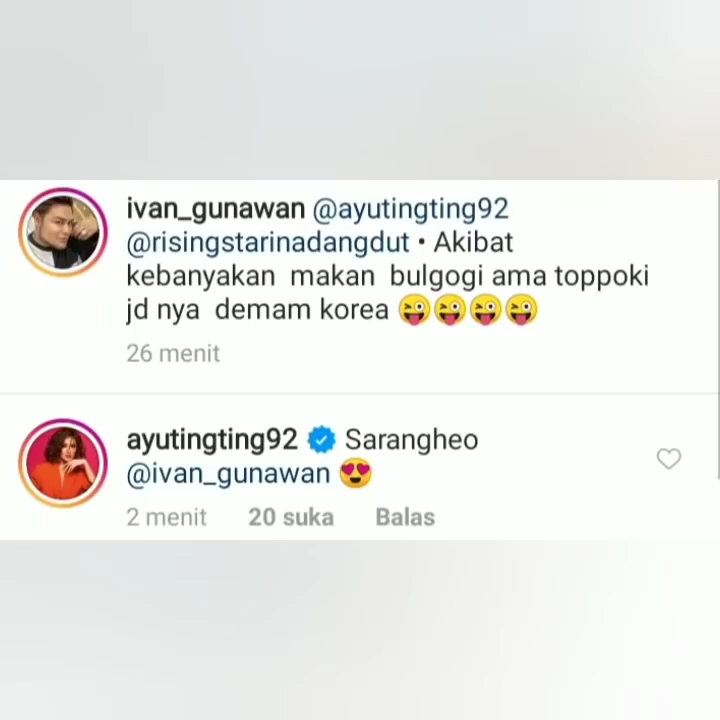 ivan_gunawan @ayutingting92
@risingstarinadangdut • Akibat
kebanyakan makan bulgogi ama toppoki
jd nya demam korea 😜😜😜😜
26 menit
ayutingting92 Sarangheo
@ivan_gunawan 😍
2 menit 20 suka Balas